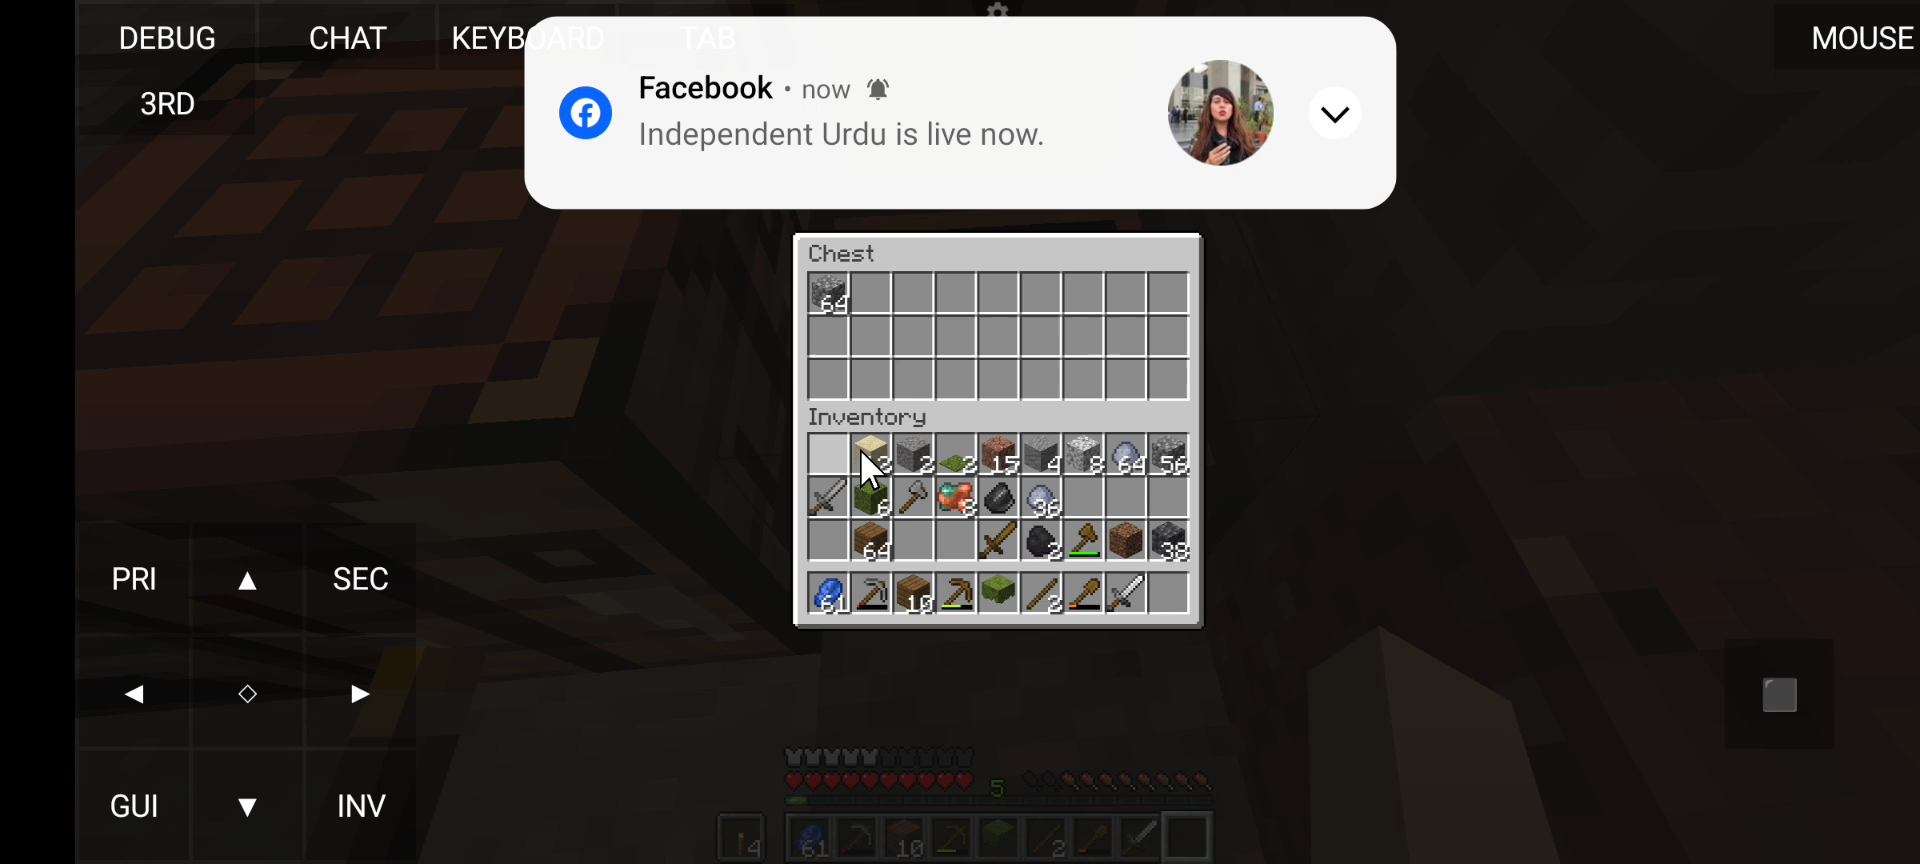 DEBUG CHAT KEYBOARD TAB MOUSE
3RD
Facebook • now
Independent Urdu is live now.
Chest
64
Inventory
2 2 2 15 4 8 64 56
6 8 36
64 2 38
61 10 2
PRI ▲ SEC
◀ ◇ ▶
GUI ▼ INV
5
4 61 10 2